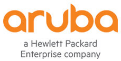 aruba
a Hewlett Packard
Enterprise company